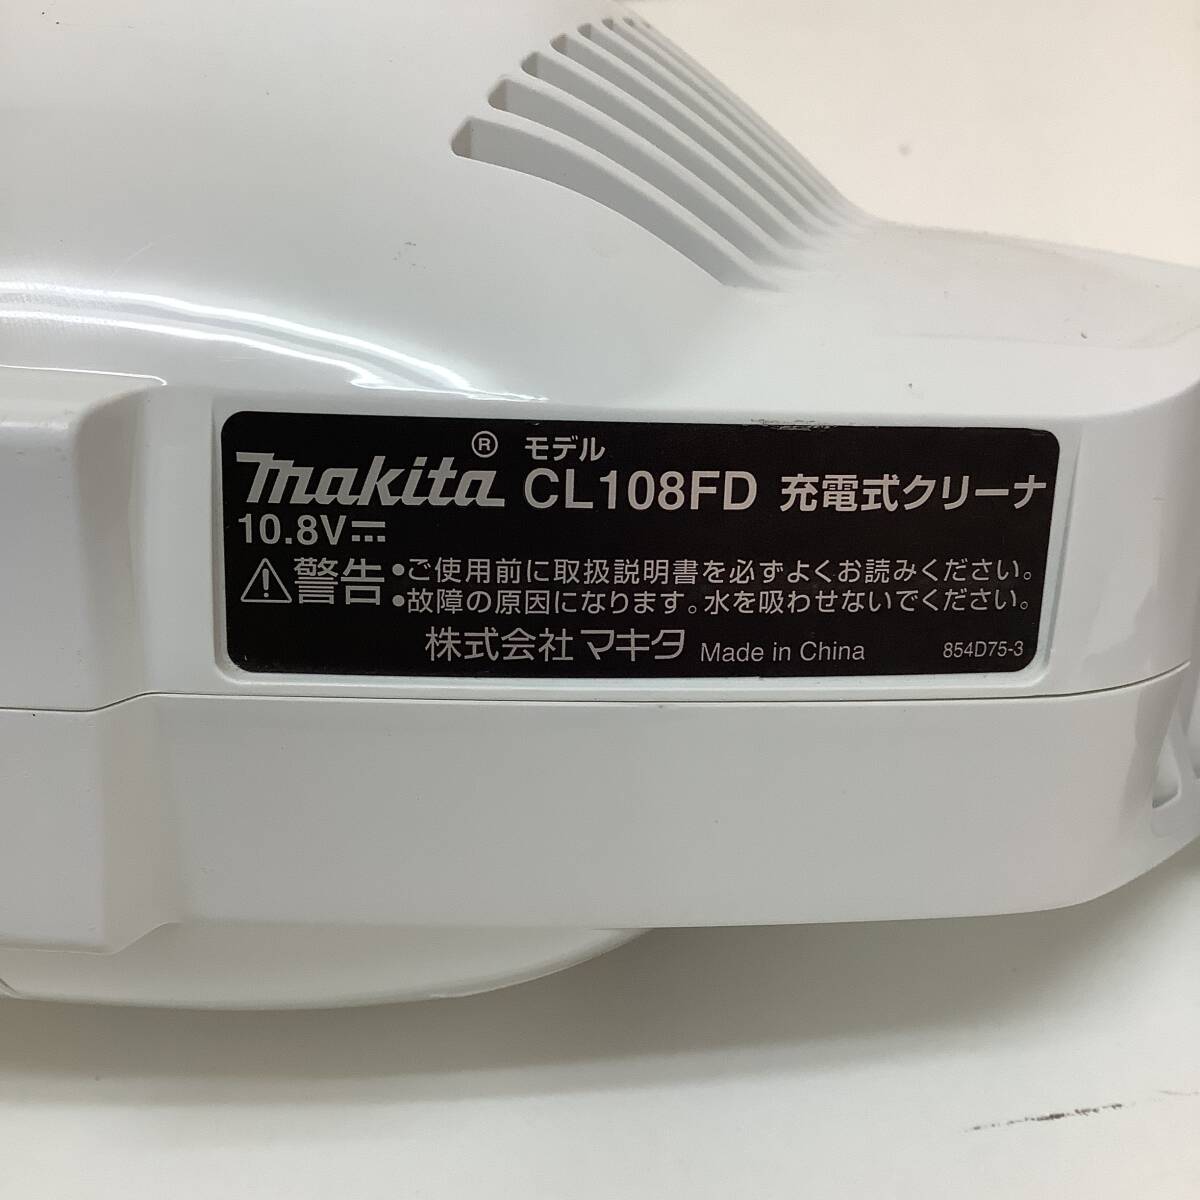 makita® モデル CL108FD 充電式クリーナ
10.8V⎓
⚠警告 •ご使用前に取扱説明書を必ずよくお読みください。
•故障の原因になります。水を吸わせないでください。
株式会社 マキタ Made in China 854D75-3